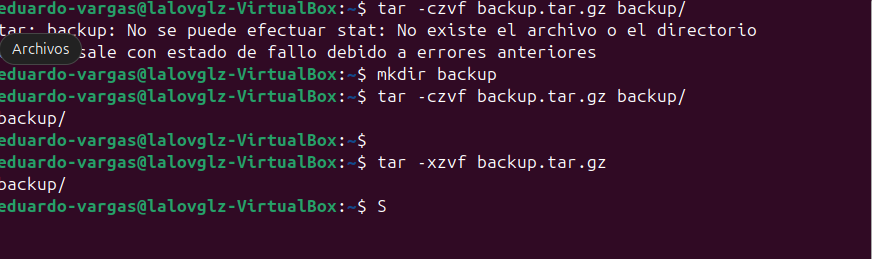 eduardo-vargas@lalovglz-VirtualBox:~$ tar -czvf backup.tar.gz backup/
tar: backup: No se puede efectuar stat: No existe el archivo o el directorio
Archivos
sale con estado de fallo debido a errores anteriores
eduardo-vargas@lalovglz-VirtualBox:~$ mkdir backup
eduardo-vargas@lalovglz-VirtualBox:~$ tar -czvf backup.tar.gz backup/
backup/
eduardo-vargas@lalovglz-VirtualBox:~$
eduardo-vargas@lalovglz-VirtualBox:~$ tar -xzvf backup.tar.gz
backup/
eduardo-vargas@lalovglz-VirtualBox:~$ S